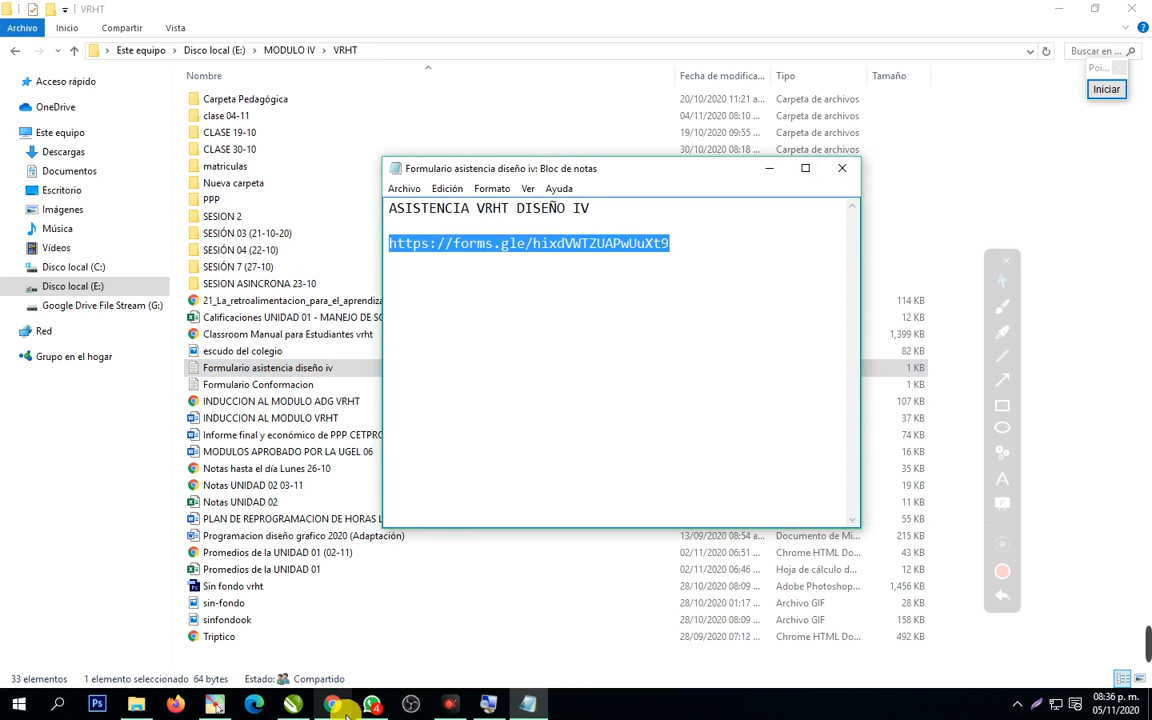 VRHT
Archivo Inicio Compartir Vista
Este equipo > Disco local (E:) > MODULO IV > VRHT
Buscar en ...
Poi...
Iniciar
Nombre Fecha de modifica... Tipo Tamaño
Acceso rápido
OneDrive
Este equipo
Descargas
Documentos
Escritorio
Imágenes
Música
Vídeos
Disco local (C:)
Disco local (E:)
Google Drive File Stream (G:)
Red
Grupo en el hogar
Carpeta Pedagógica 20/10/2020 11:21 a... Carpeta de archivos
clase 04-11 04/11/2020 08:10 ... Carpeta de archivos
CLASE 19-10 19/10/2020 09:55 ... Carpeta de archivos
CLASE 30-10 30/10/2020 08:18 ... Carpeta de archivos
matriculas
Nueva carpeta
PPP
SESION 2
SESIÓN 03 (21-10-20)
SESIÓN 04 (22-10)
SESIÓN 7 (27-10)
SESION ASINCRONA 23-10
21_La_retroalimentacion_para_el_aprendiza 114 KB
Calificaciones UNIDAD 01 - MANEJO DE SO 12 KB
Classroom Manual para Estudiantes vrht 1,399 KB
escudo del colegio 82 KB
Formulario asistencia diseño iv 1 KB
Formulario Conformacion 1 KB
INDUCCION AL MODULO ADG VRHT 107 KB
INDUCCION AL MODULO VRHT 37 KB
Informe final y económico de PPP CETPRO 74 KB
MODULOS APROBADO POR LA UGEL 06 16 KB
Notas hasta el día Lunes 26-10 35 KB
Notas UNIDAD 02 03-11 19 KB
Notas UNIDAD 02 11 KB
PLAN DE REPROGRAMACION DE HORAS L 55 KB
Programacion diseño grafico 2020 (Adaptación) 13/09/2020 08:54 a... Documento de Mi... 215 KB
Promedios de la UNIDAD 01 (02-11) 02/11/2020 06:51 ... Chrome HTML Do... 43 KB
Promedios de la UNIDAD 01 02/11/2020 06:46 ... Hoja de cálculo d... 12 KB
Sin fondo vrht 28/10/2020 08:09 ... Adobe Photoshop... 1,456 KB
sin-fondo 28/10/2020 01:17 ... Archivo GIF 28 KB
sinfondook 28/10/2020 08:09 ... Archivo GIF 158 KB
Triptico 28/09/2020 07:12 ... Chrome HTML Do... 492 KB
Formulario asistencia diseño iv: Bloc de notas
Archivo Edición Formato Ver Ayuda
ASISTENCIA VRHT DISEÑO IV
https://forms.gle/hixdVWTZUAPwUuXt9
33 elementos 1 elemento seleccionado 64 bytes Estado: Compartido
Ps
4
08:36 p. m.
05/11/2020